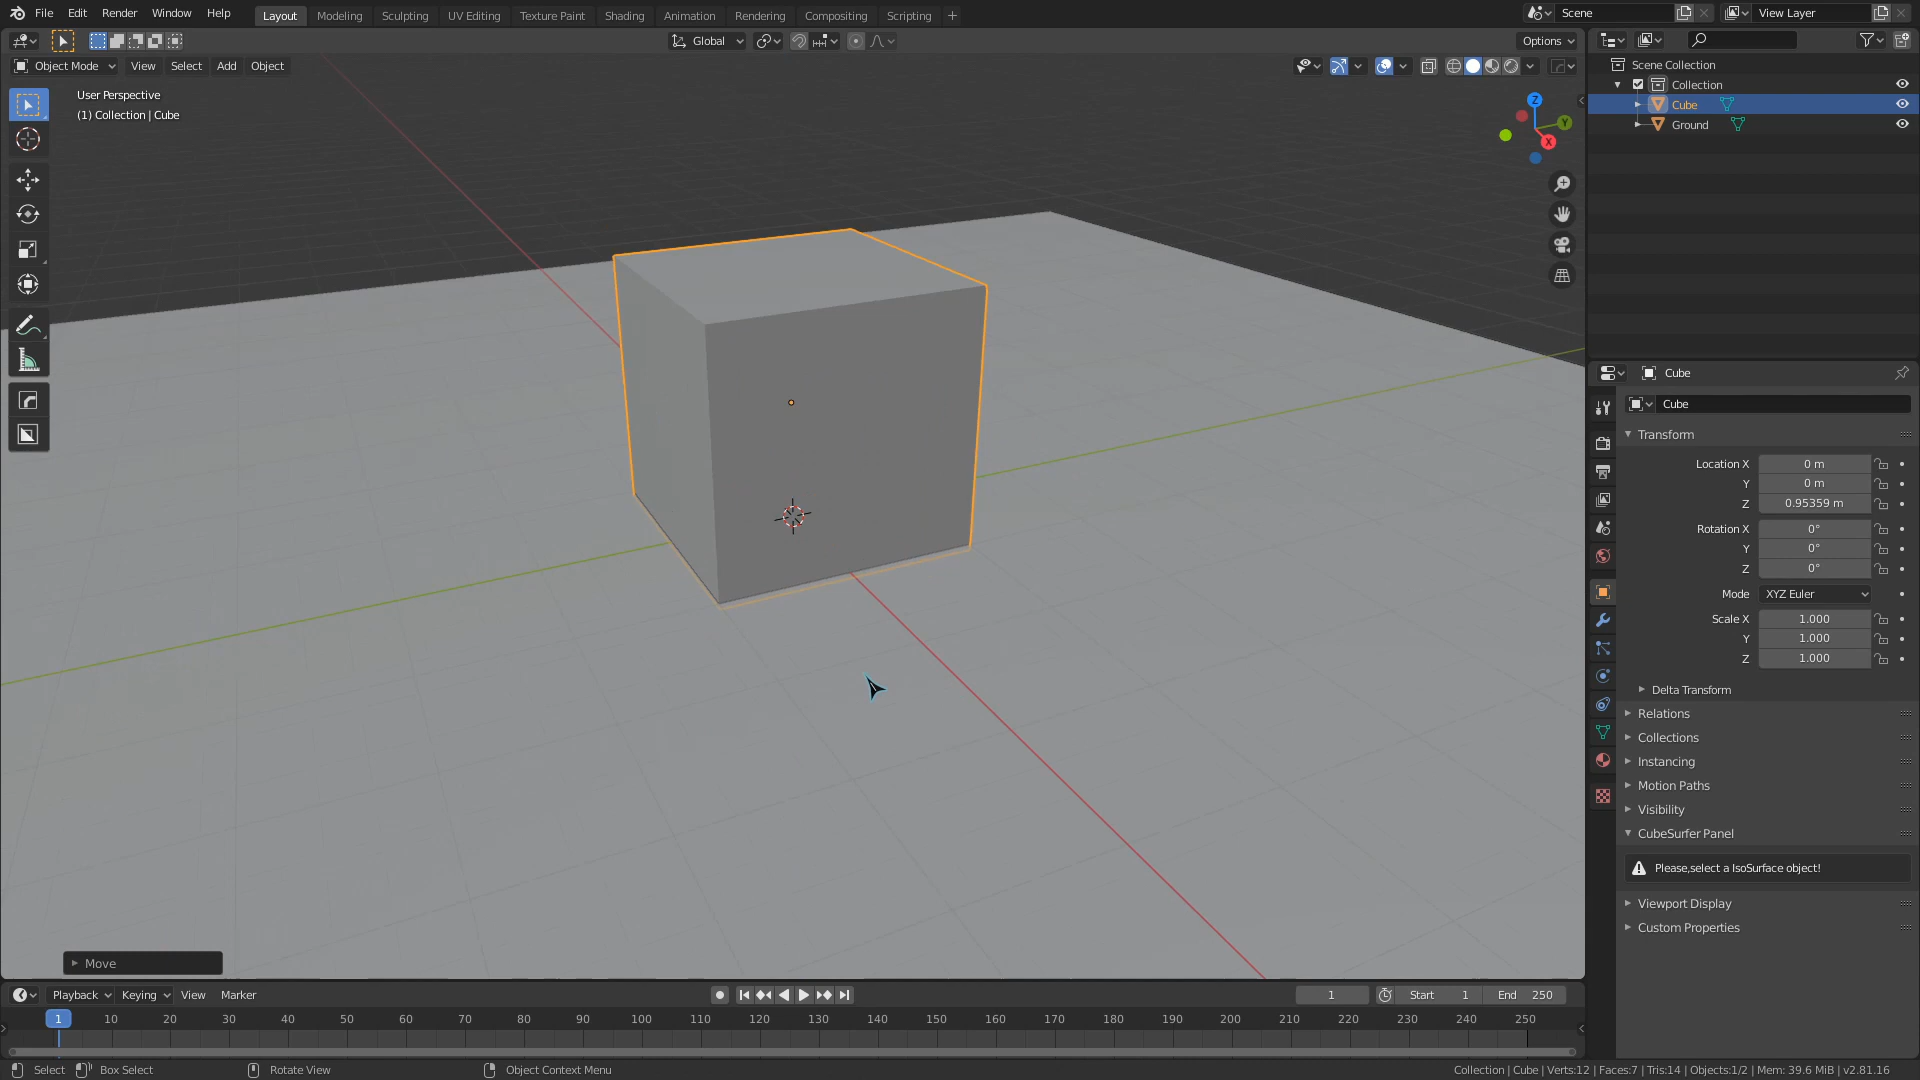 File Edit Render Window Help
Layout Modeling Sculpting UV Editing Texture Paint Shading Animation Rendering Compositing Scripting +
Scene
View Layer
Global
Options
Object Mode View Select Add Object
User Perspective
(1) Collection | Cube
Z
Y
X
Scene Collection
Collection
Cube
Ground
Cube
Cube
Transform
Location X 0 m
Y 0 m
Z 0.95359 m
Rotation X 0°
Y 0°
Z 0°
Mode XYZ Euler
Scale X 1.000
Y 1.000
Z 1.000
Delta Transform
Relations
Collections
Instancing
Motion Paths
Visibility
CubeSurfer Panel
Please,select a IsoSurface object!
Viewport Display
Custom Properties
Move
Playback Keying View Marker
1 Start 1 End 250
1 10 20 30 40 50 60 70 80 90 100 110 120 130 140 150 160 170 180 190 200 210 220 230 240 250
Select Box Select Rotate View Object Context Menu
Collection | Cube | Verts:12 | Faces:7 | Tris:14 | Objects:1/2 | Mem: 39.6 MiB | v2.81.16